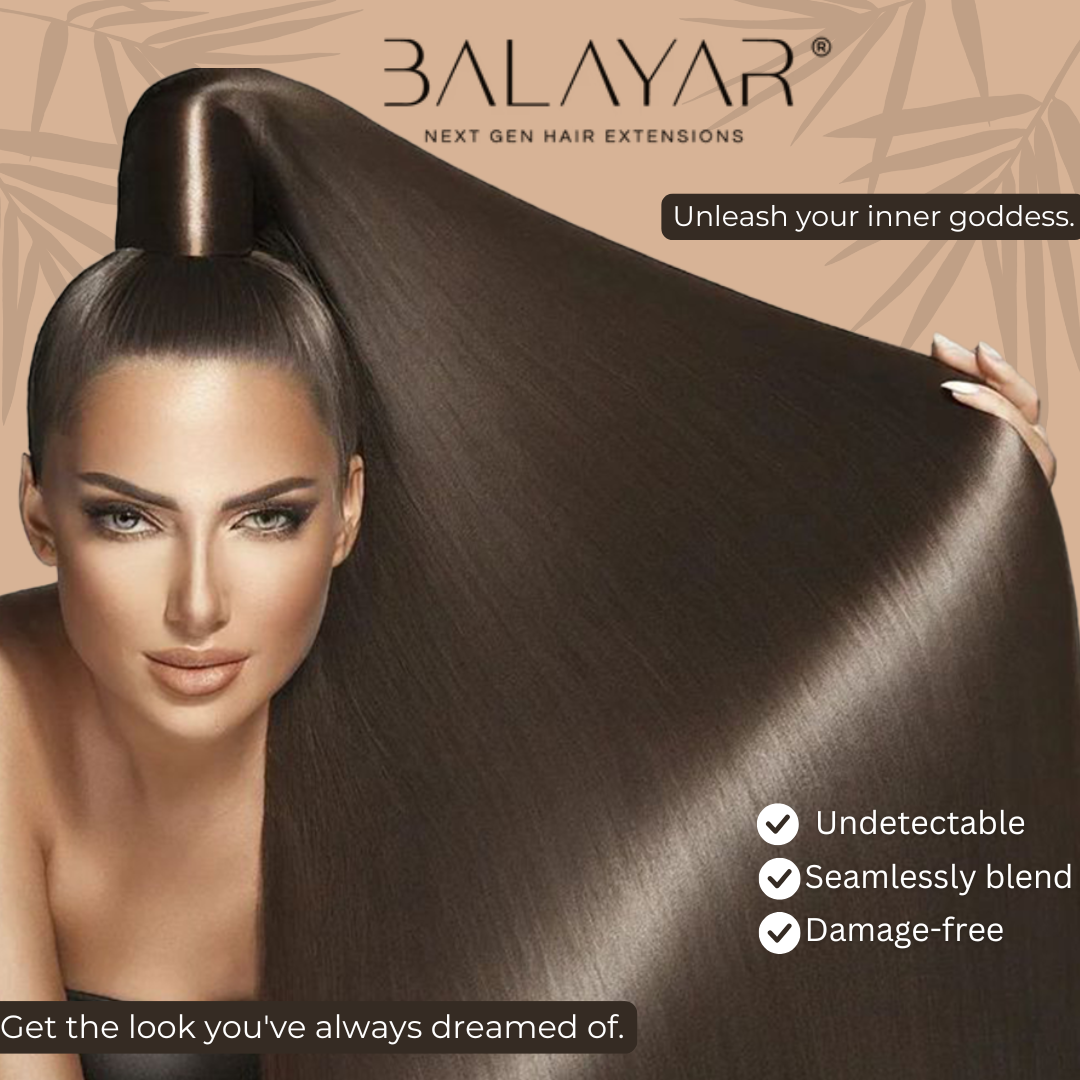 BALAYAR®
NEXT GEN HAIR EXTENSIONS
Unleash your inner goddess.
Undetectable
Seamlessly blend
Damage-free
Get the look you've always dreamed of.